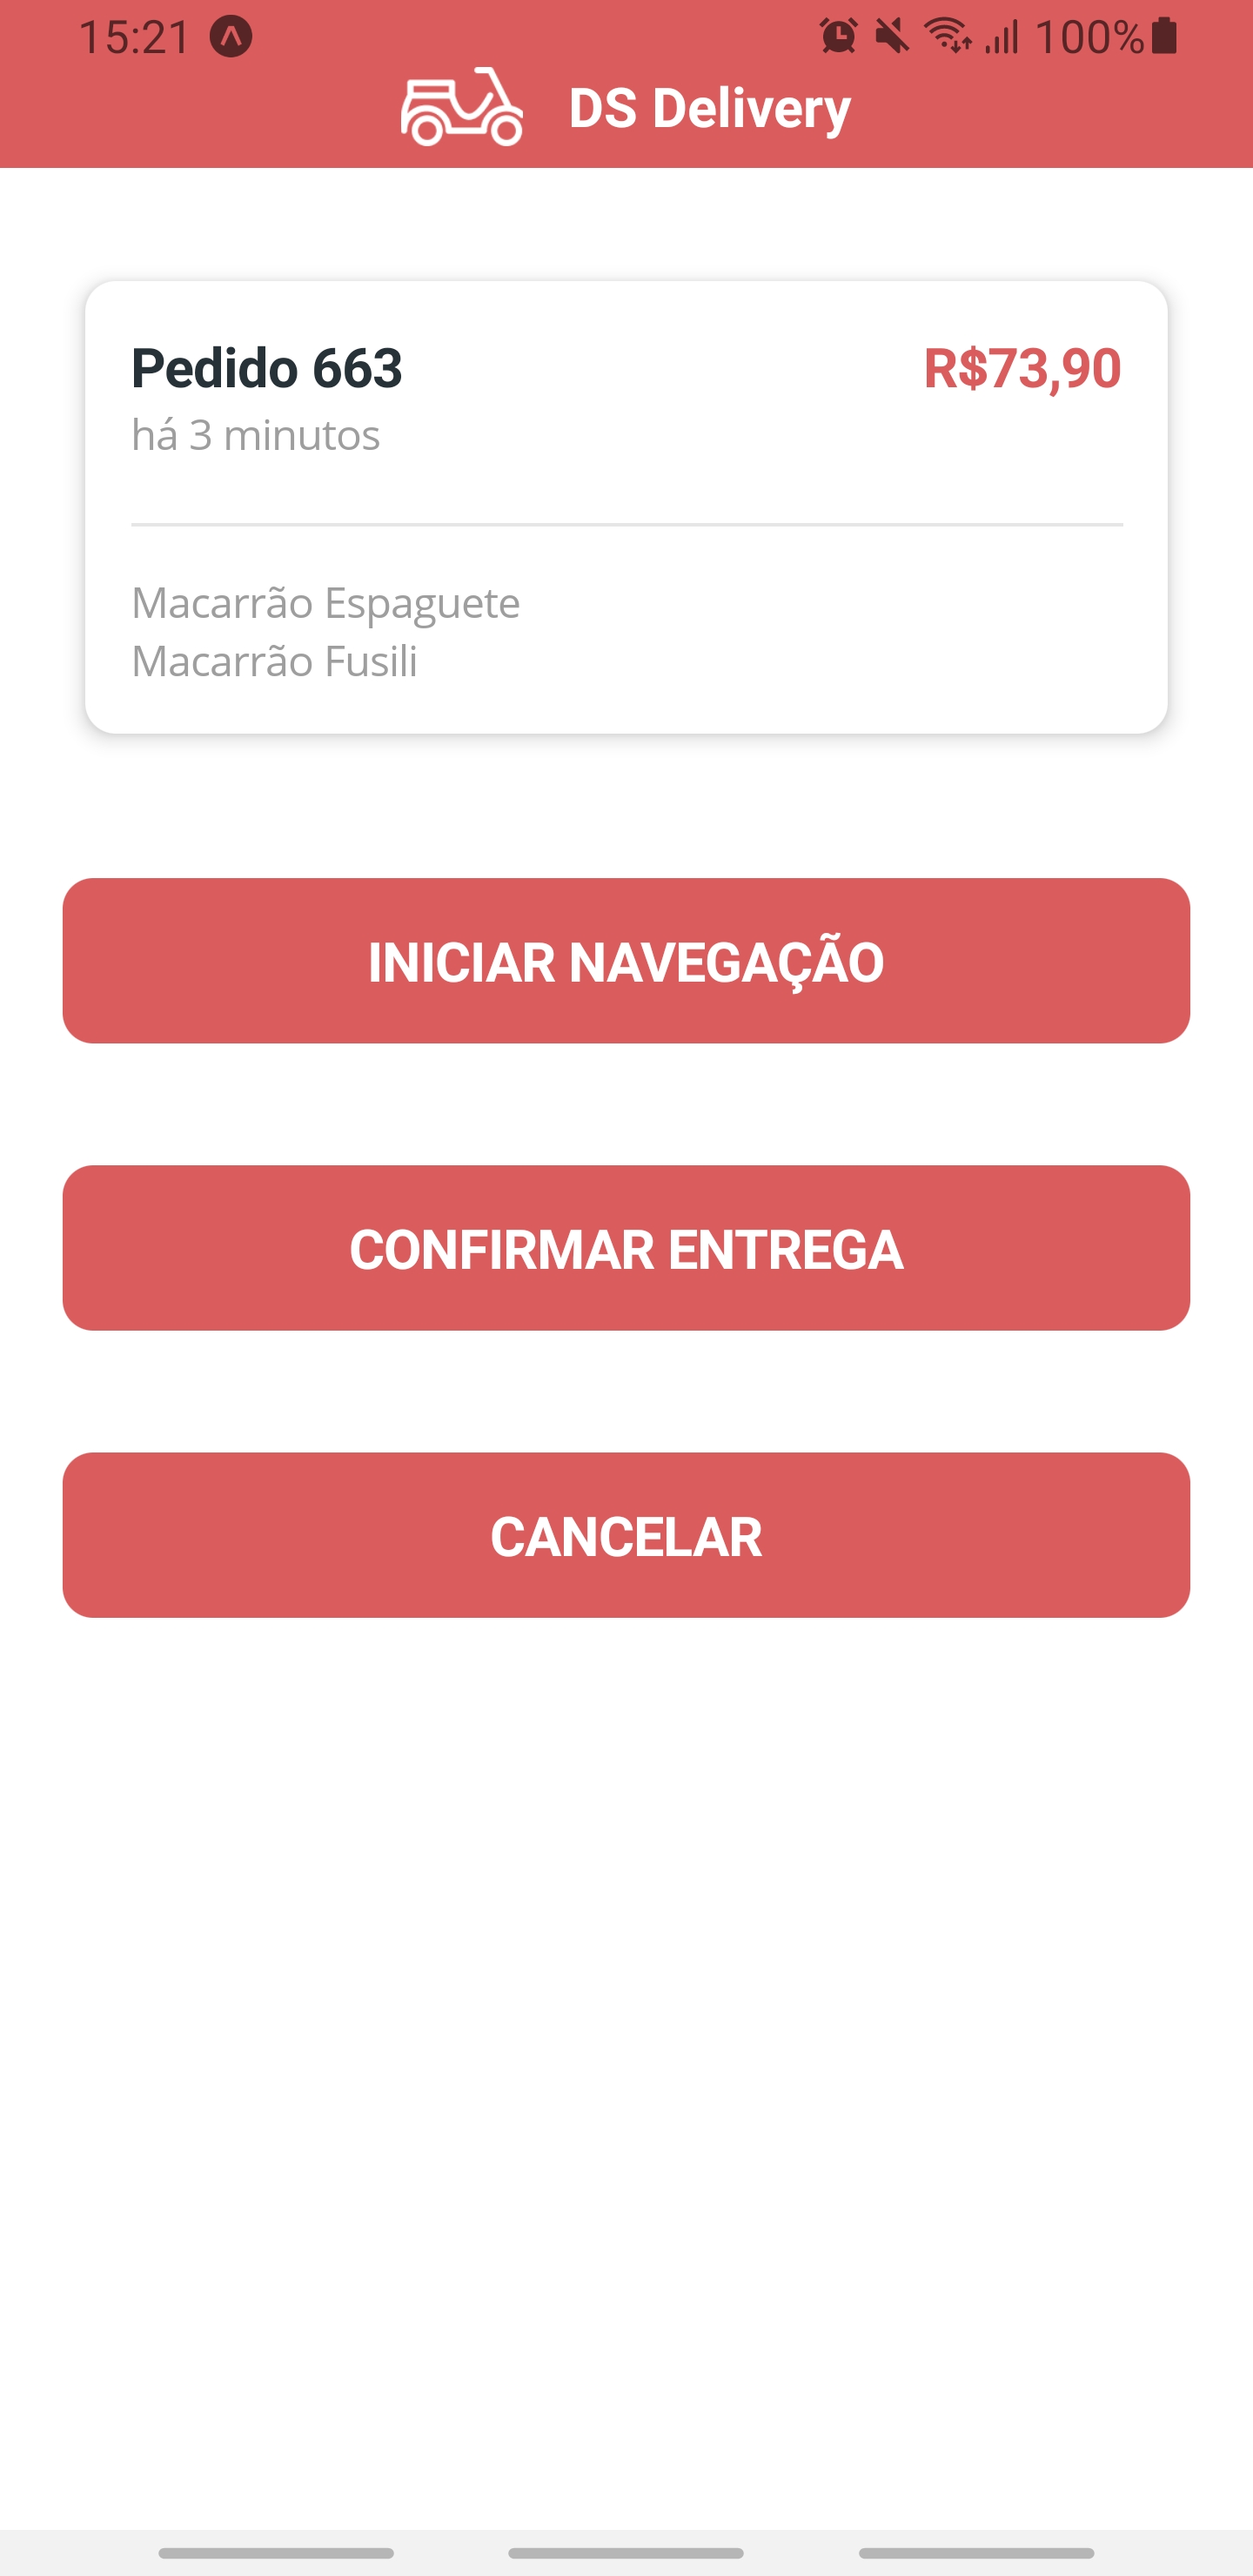 15:21 100%
DS Delivery
Pedido 663 R$73,90
há 3 minutos
Macarrão Espaguete
Macarrão Fusili
INICIAR NAVEGAÇÃO
CONFIRMAR ENTREGA
CANCELAR